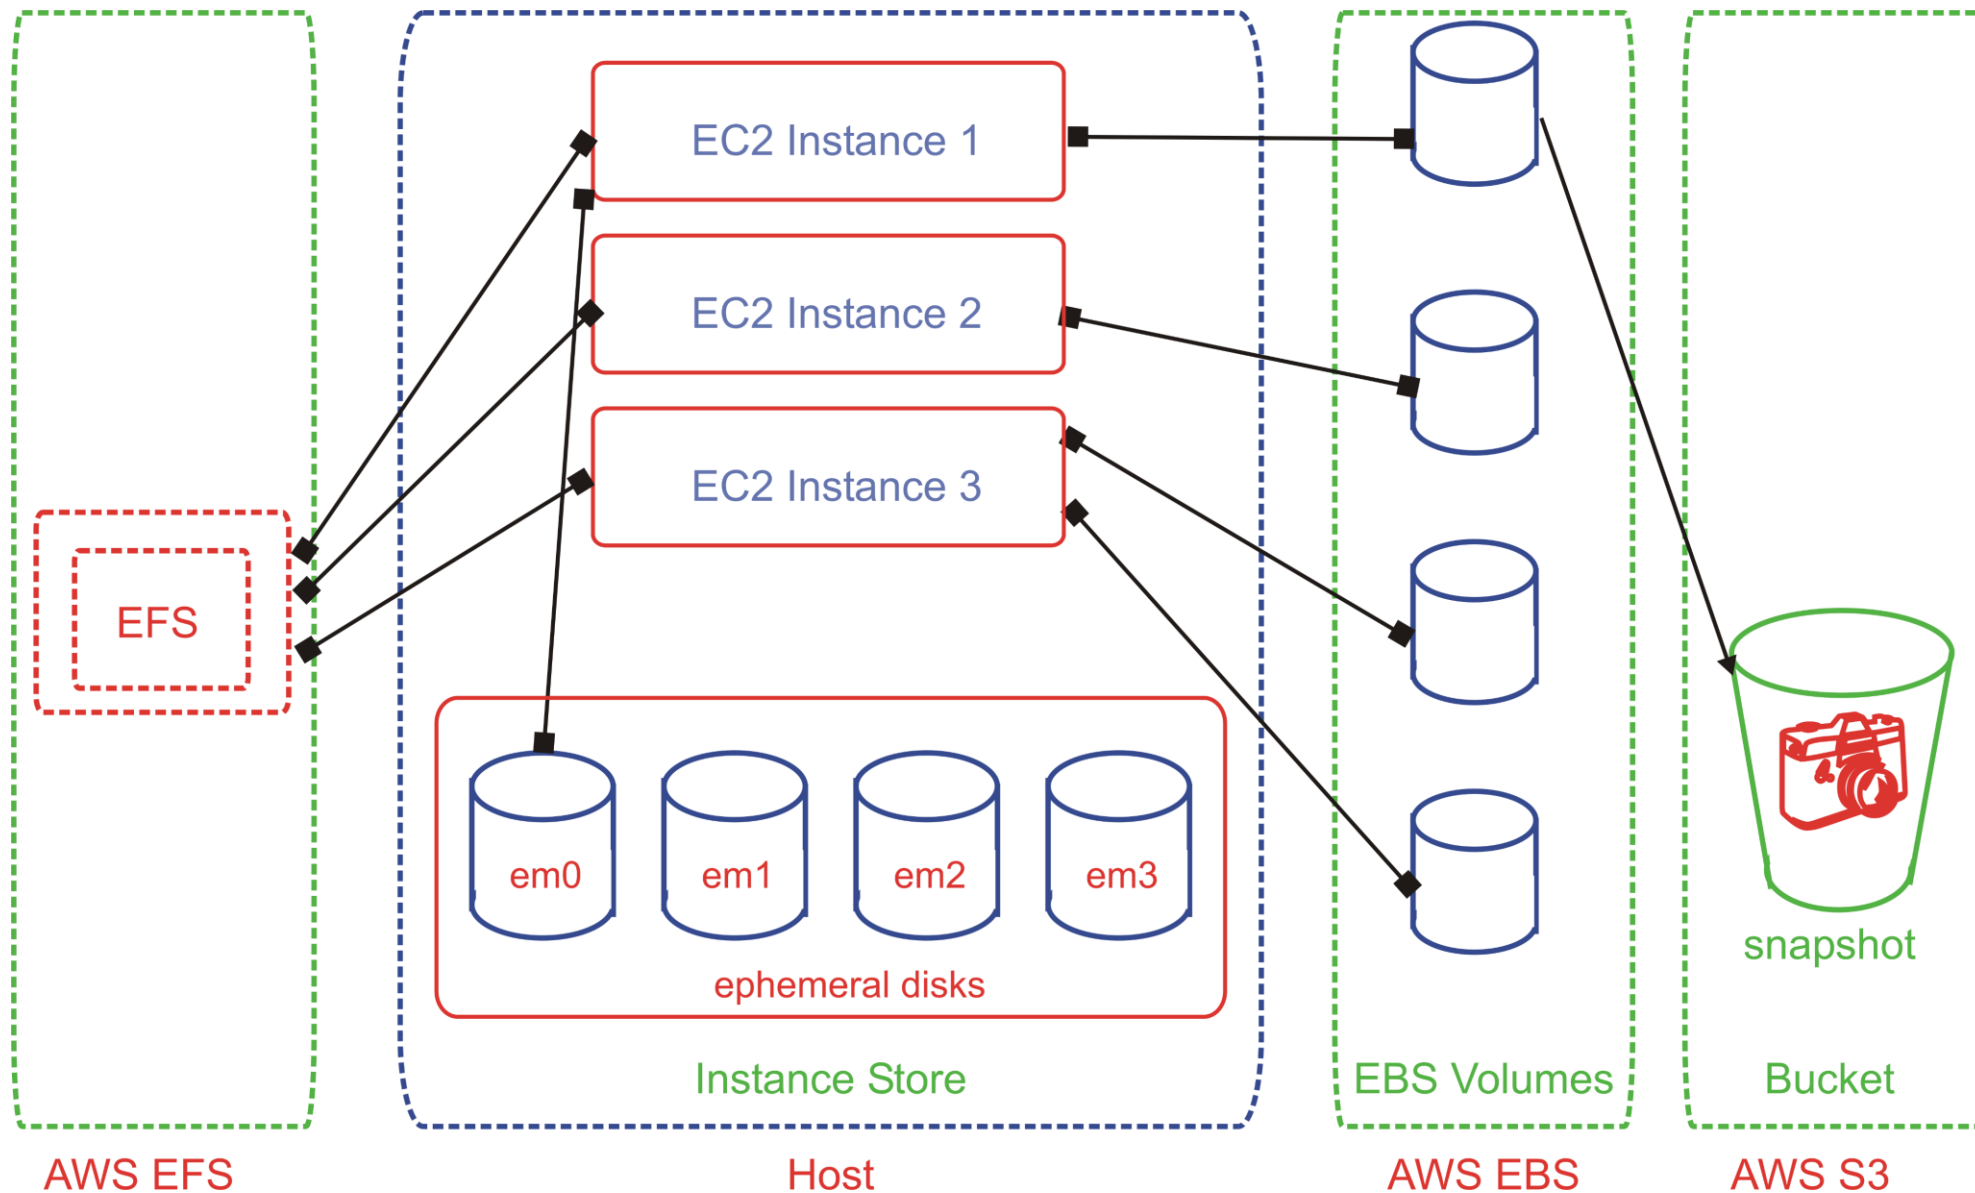 EC2 Instance 1
EC2 Instance 2
EC2 Instance 3
EFS
em0
em1
em2
em3
ephemeral disks
snapshot
Instance Store
EBS Volumes
Bucket
AWS EFS
Host
AWS EBS
AWS S3